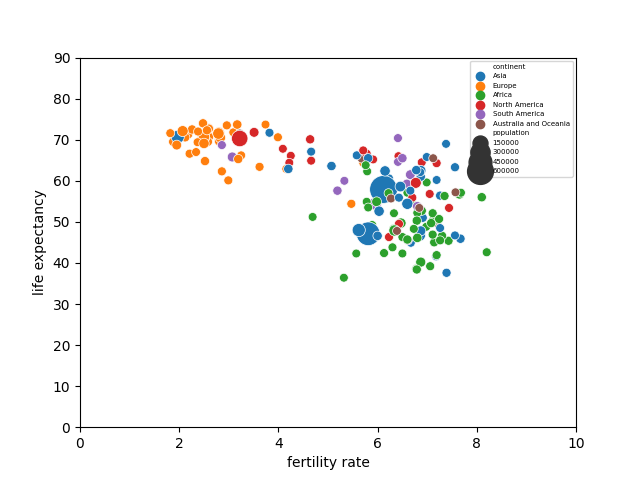 90
80
70
60
50
40
30
20
10
0
life expectancy
0 2 4 6 8 10
fertility rate
continent
Asia
Europe
Africa
North America
South America
Australia and Oceania
population
150000
300000
450000
600000